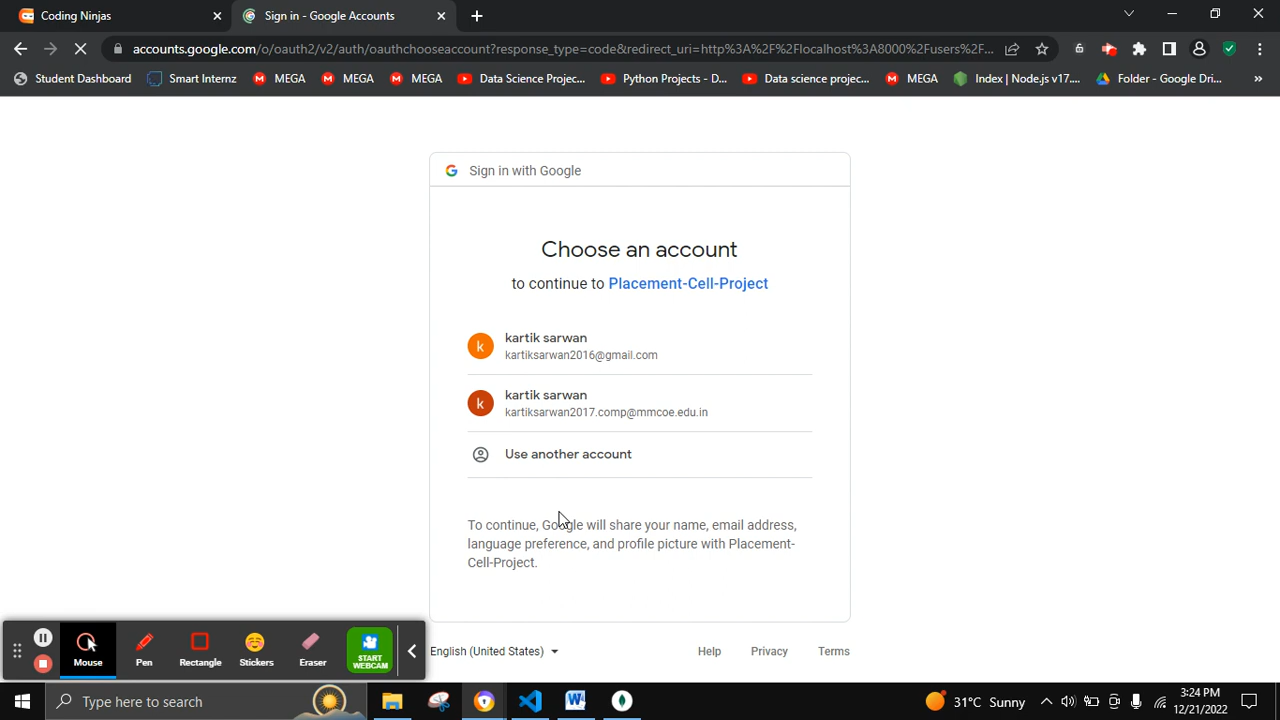 Coding Ninjas
Sign in - Google Accounts
accounts.google.com/o/oauth2/v2/auth/oauthchooseaccount?response_type=code&redirect_uri=http%3A%2F%2Flocalhost%3A8000%2Fusers%2F...
Student Dashboard Smart Internz MEGA MEGA MEGA Data Science Projec... Python Projects - D... Data science projec... MEGA Index | Node.js v17.... Folder - Google Dri... »
Sign in with Google
Choose an account
to continue to Placement-Cell-Project
k kartik sarwan
kartiksarwan2016@gmail.com
k kartik sarwan
kartiksarwan2017.comp@mmcoe.edu.in
Use another account
To continue, Google will share your name, email address,
language preference, and profile picture with Placement-
Cell-Project.
English (United States) Help Privacy Terms
Mouse Pen Rectangle Stickers Eraser START
WEBCAM
Type here to search
31°C Sunny
3:24 PM
12/21/2022